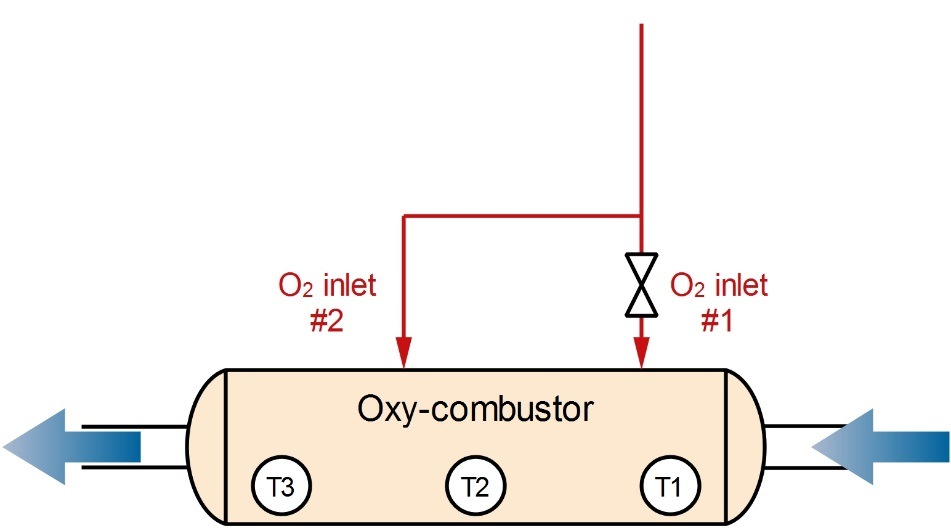 O₂ inlet
#2
O₂ inlet
#1
Oxy-combustor
T3
T2
T1